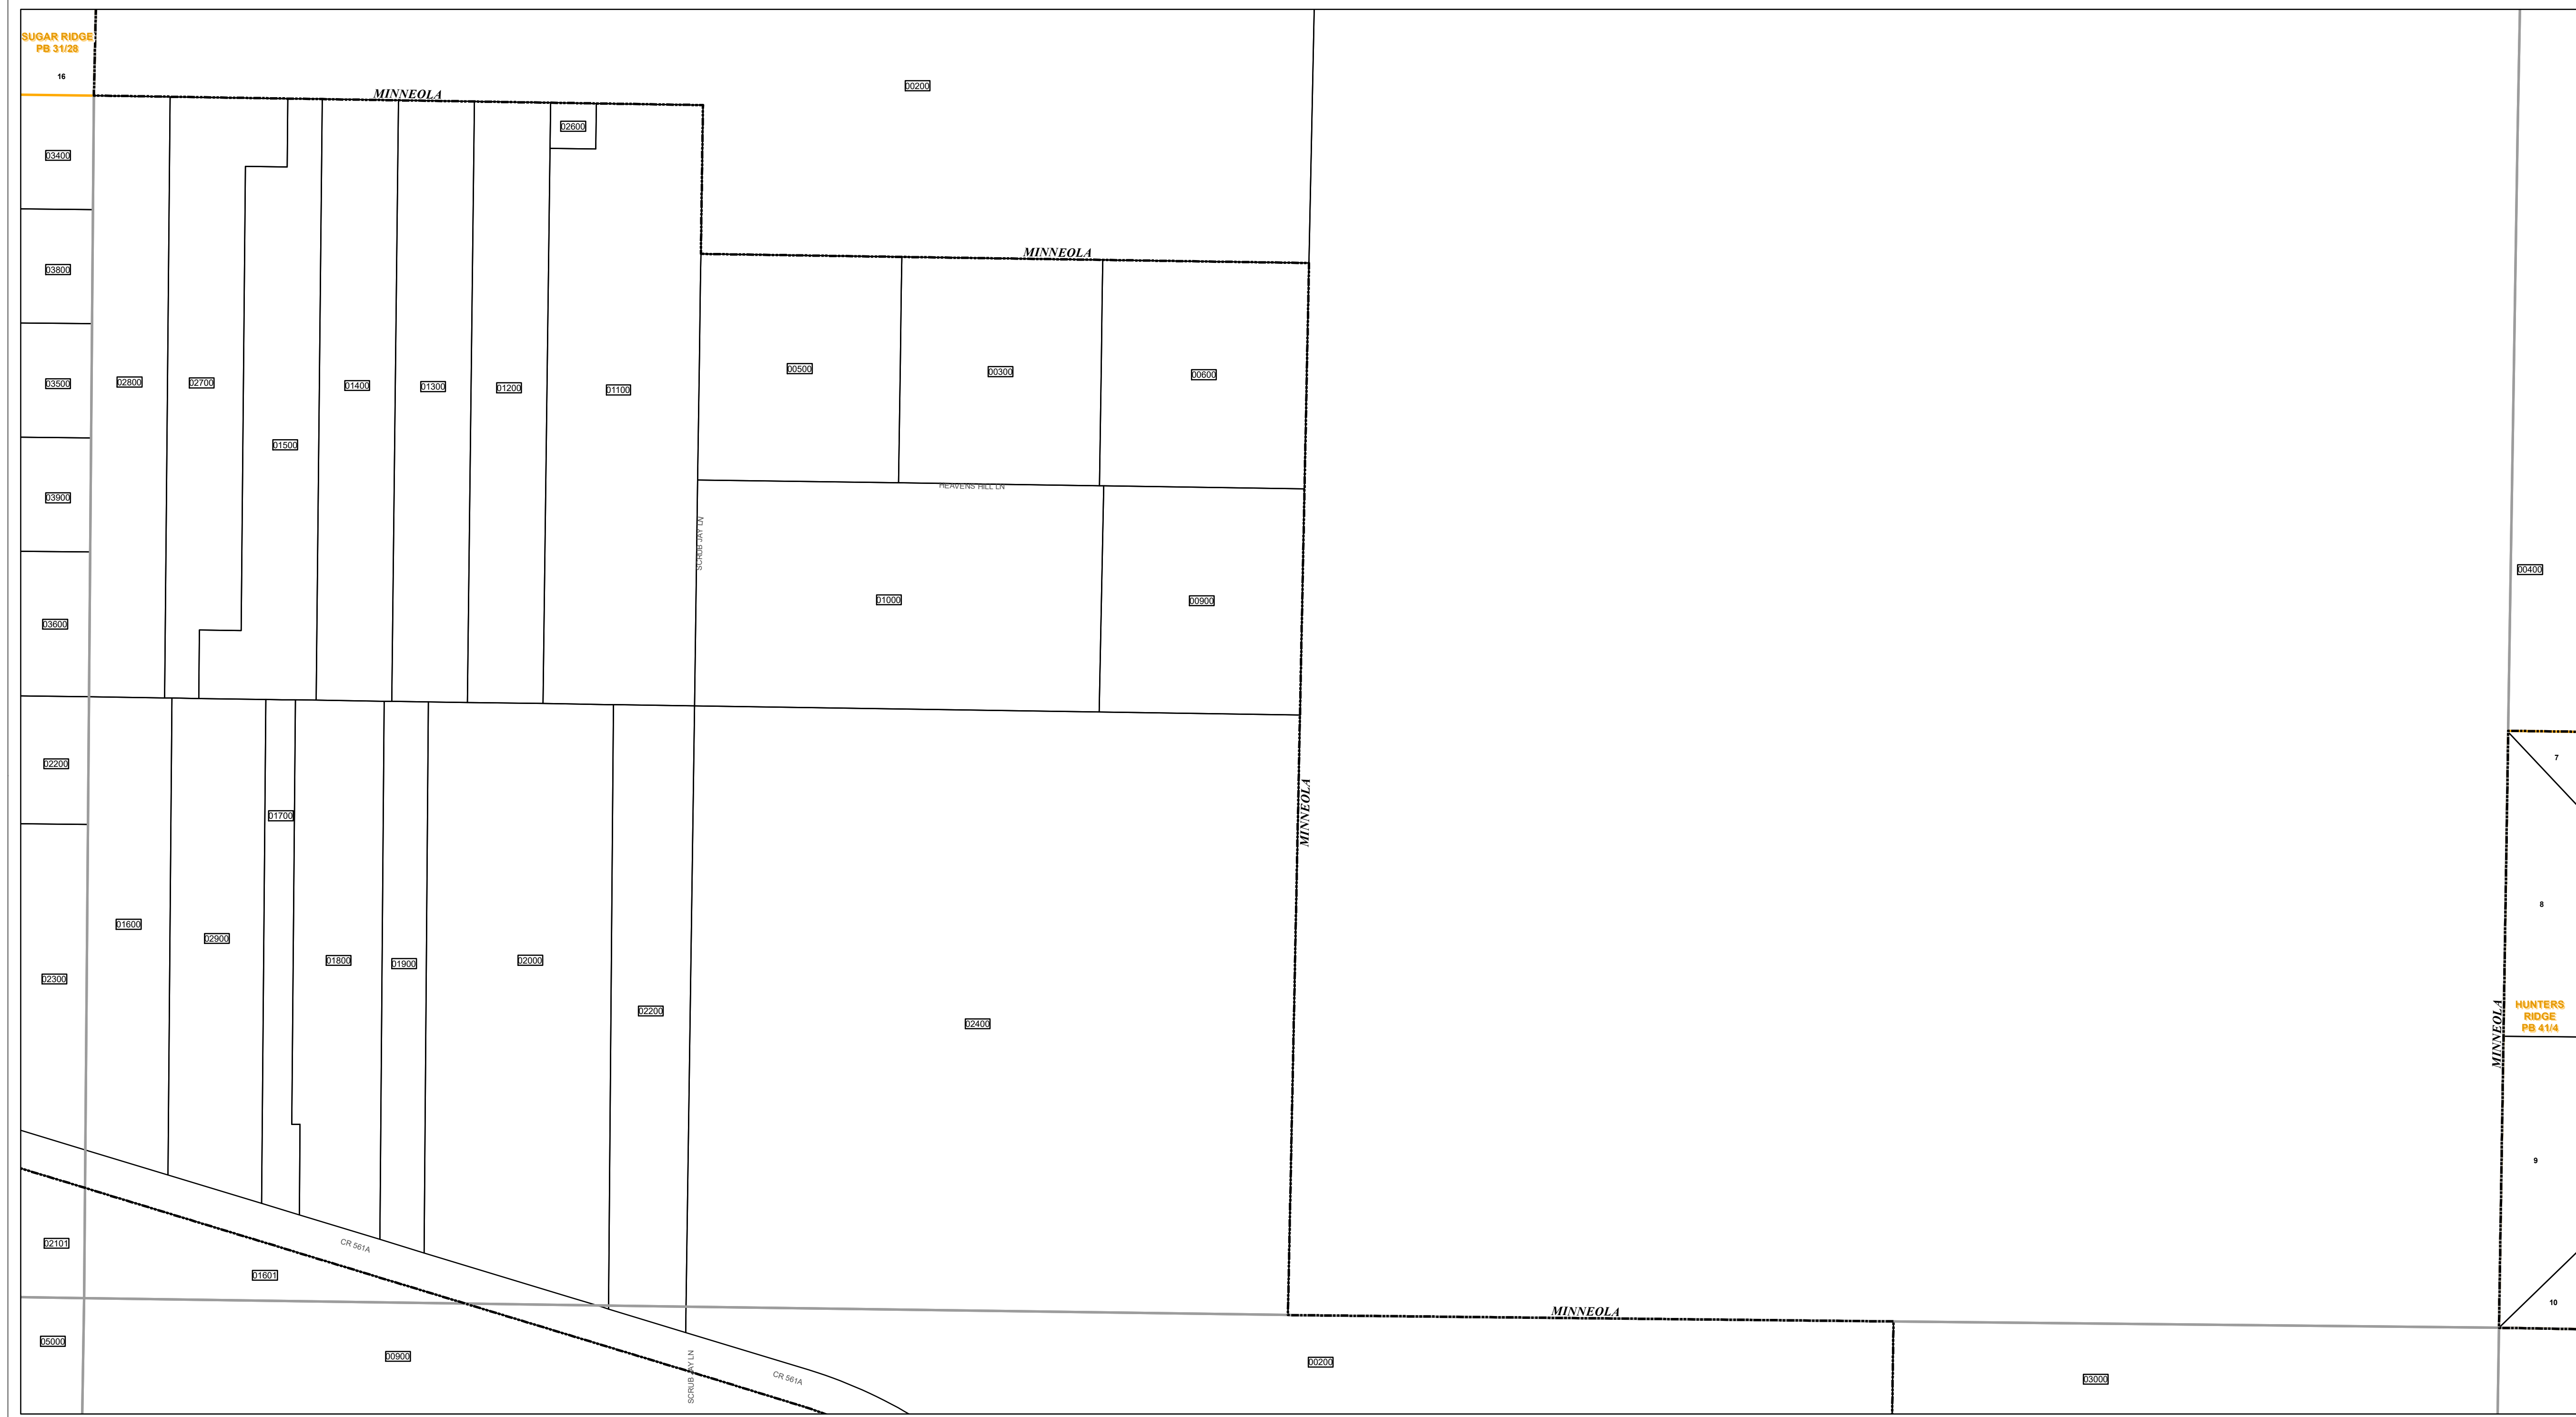 SUGAR RIDGE
PB 31/28
16
MINNEOLA
00200
02600
03400
MINNEOLA
03800
00500
00300
00600
03500
02800
02700
01400
01300
01200
01100
01500
HEAVENS HILL LN
03900
SCRUB JAY LN
00400
01000
00900
03600
02200
7
01700
MINNEOLA
8
01600
02900
01800
01900
02000
02300
02200
02400
HUNTERS
RIDGE
PB 41/4
MINNEOLA
9
02101
CR 561A
01601
10
MINNEOLA
05000
00900
SCRUB JAY LN
CR 561A
00200
03000